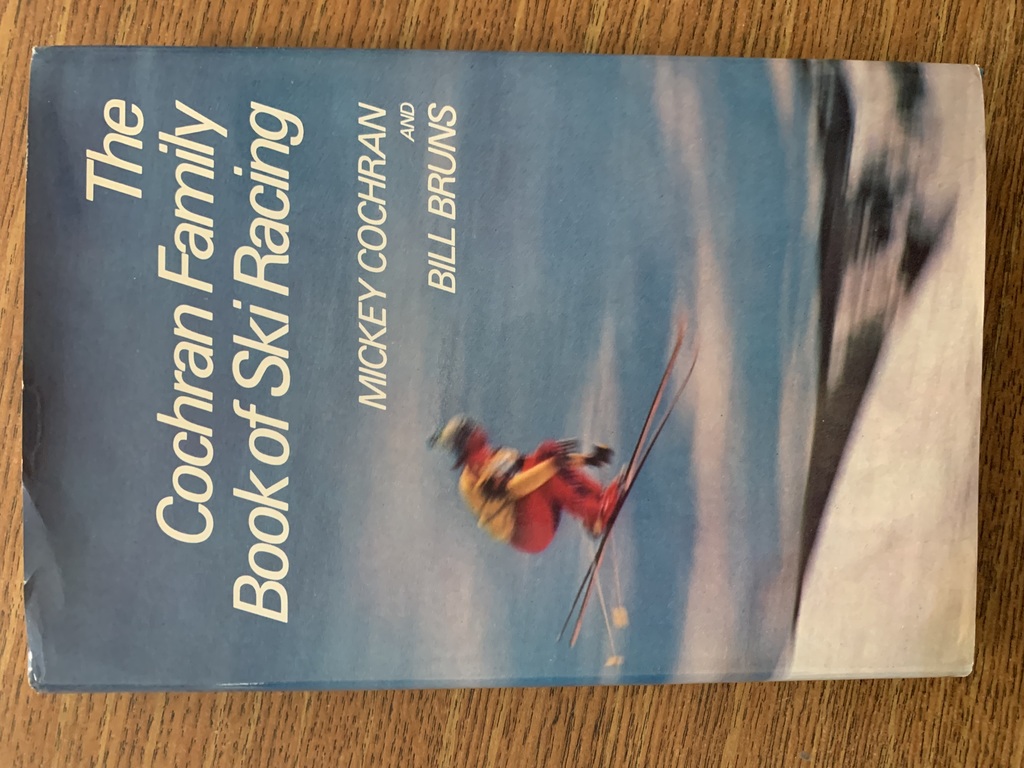 The
Cochran Family
Book of Ski Racing
MICKEY COCHRAN
AND
BILL BRUNS